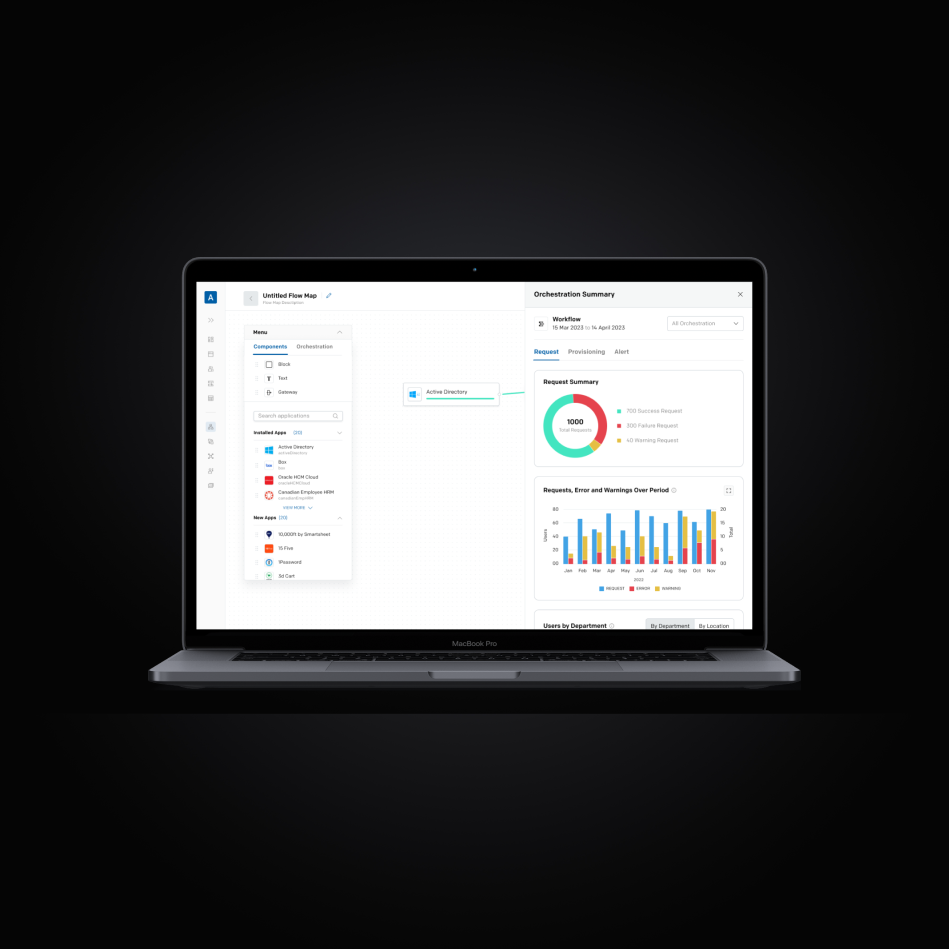 A
Untitled Flow Map
Flow Map Description
Menu
Components Orchestration
Block
T Text
Gateway
Search applications
Installed Apps (20)
Active Directory
activeDirectory
Box
box
Oracle HCM Cloud
oracleHCMCloud
Canadian Employee HRM
VIEW MORE
New Apps
10,000ft by Smartsheet
15 Five
1Password
3d Cart
Active Directory
Orchestration Summary
Workflow
15 Mar 2023 to 14 April 2023
All Orchestration
Request Provisioning Alert
Request Summary
1000
Total Requests
700 Success Request
300 Failure Request
40 Warning Request
Requests, Error and Warnings Over Period
Users
80
60
40
20
00
20
15
10
5
00
Total
Jan Feb Mar Apr May Jun Jul Aug Sep Oct Nov
2022
REQUEST ERROR WARNING
Users by Department
By Department By Location
MacBook Pro